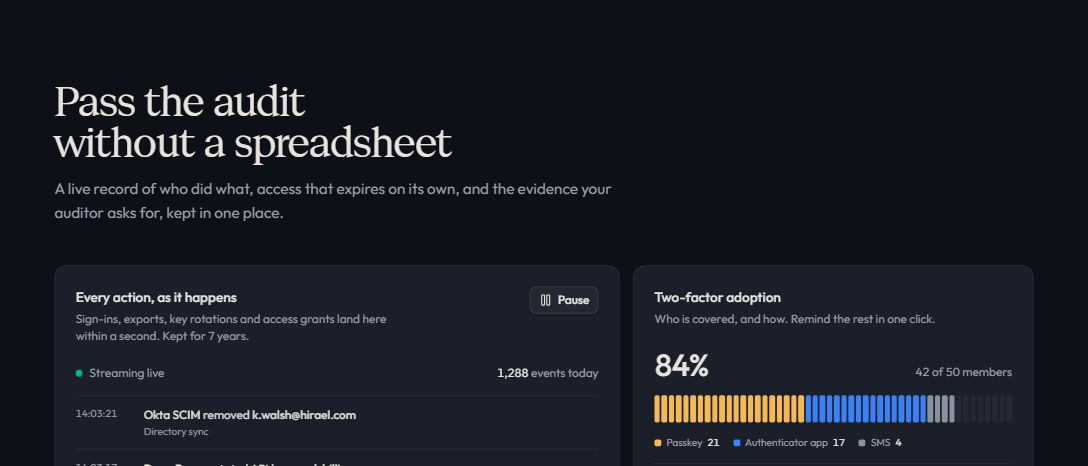 Pass the audit
without a spreadsheet
A live record of who did what, access that expires on its own, and the evidence your
auditor asks for, kept in one place.
Every action, as it happens
Pause
Sign-ins, exports, key rotations and access grants land here
within a second. Kept for 7 years.
Streaming live
1,288 events today
14:03:21
Okta SCIM removed k.walsh@hirael.com
Directory sync
Two-factor adoption
Who is covered, and how. Remind the rest in one click.
84%
42 of 50 members
Passkey 21
Authenticator app 17
SMS 4